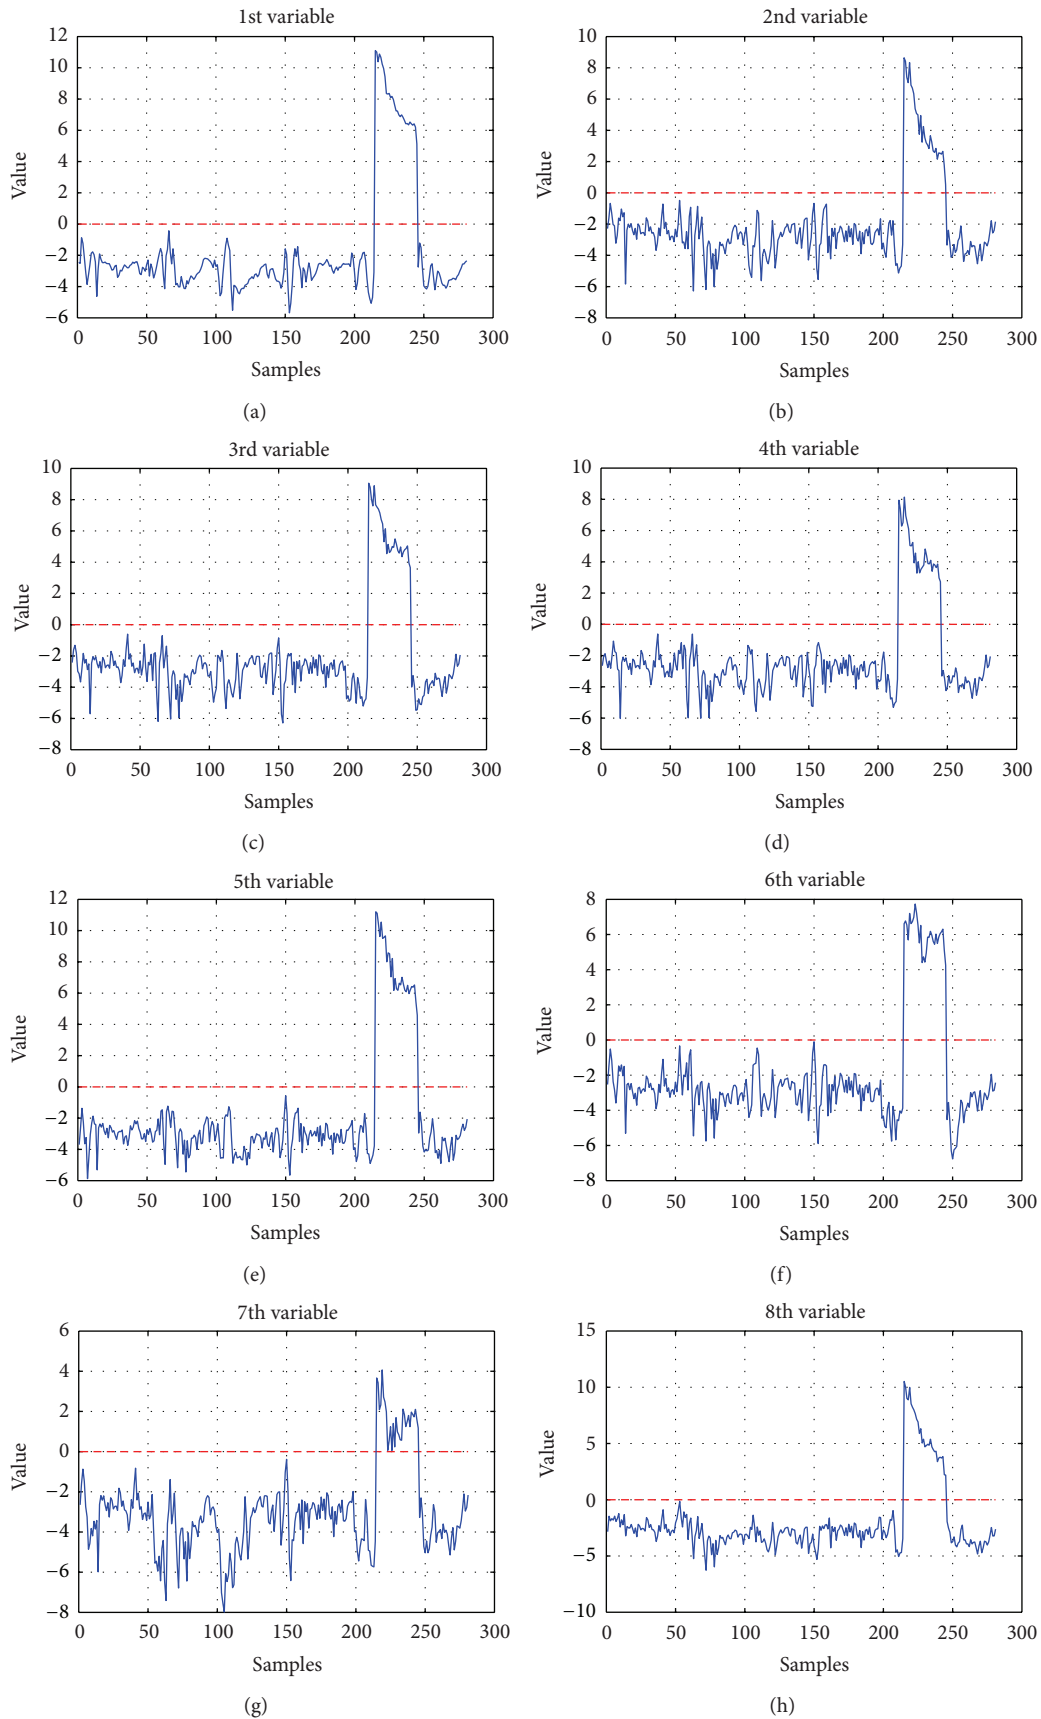 1st variable
12
10
8
6
4
2
0
−2
−4
−6
Value
0 50 100 150 200 250 300
Samples
(a)
2nd variable
10
8
6
4
2
0
−2
−4
−6
−8
Value
0 50 100 150 200 250 300
Samples
(b)
3rd variable
10
8
6
4
2
0
−2
−4
−6
−8
Value
0 50 100 150 200 250 300
Samples
(c)
4th variable
10
8
6
4
2
0
−2
−4
−6
−8
Value
0 50 100 150 200 250 300
Samples
(d)
5th variable
12
10
8
6
4
2
0
−2
−4
−6
Value
0 50 100 150 200 250 300
Samples
(e)
6th variable
8
6
4
2
0
−2
−4
−6
−8
Value
0 50 100 150 200 250 300
Samples
(f)
7th variable
6
4
2
0
−2
−4
−6
−8
Value
0 50 100 150 200 250 300
Samples
(g)
8th variable
15
10
5
0
−5
−10
Value
0 50 100 150 200 250 300
Samples
(h)